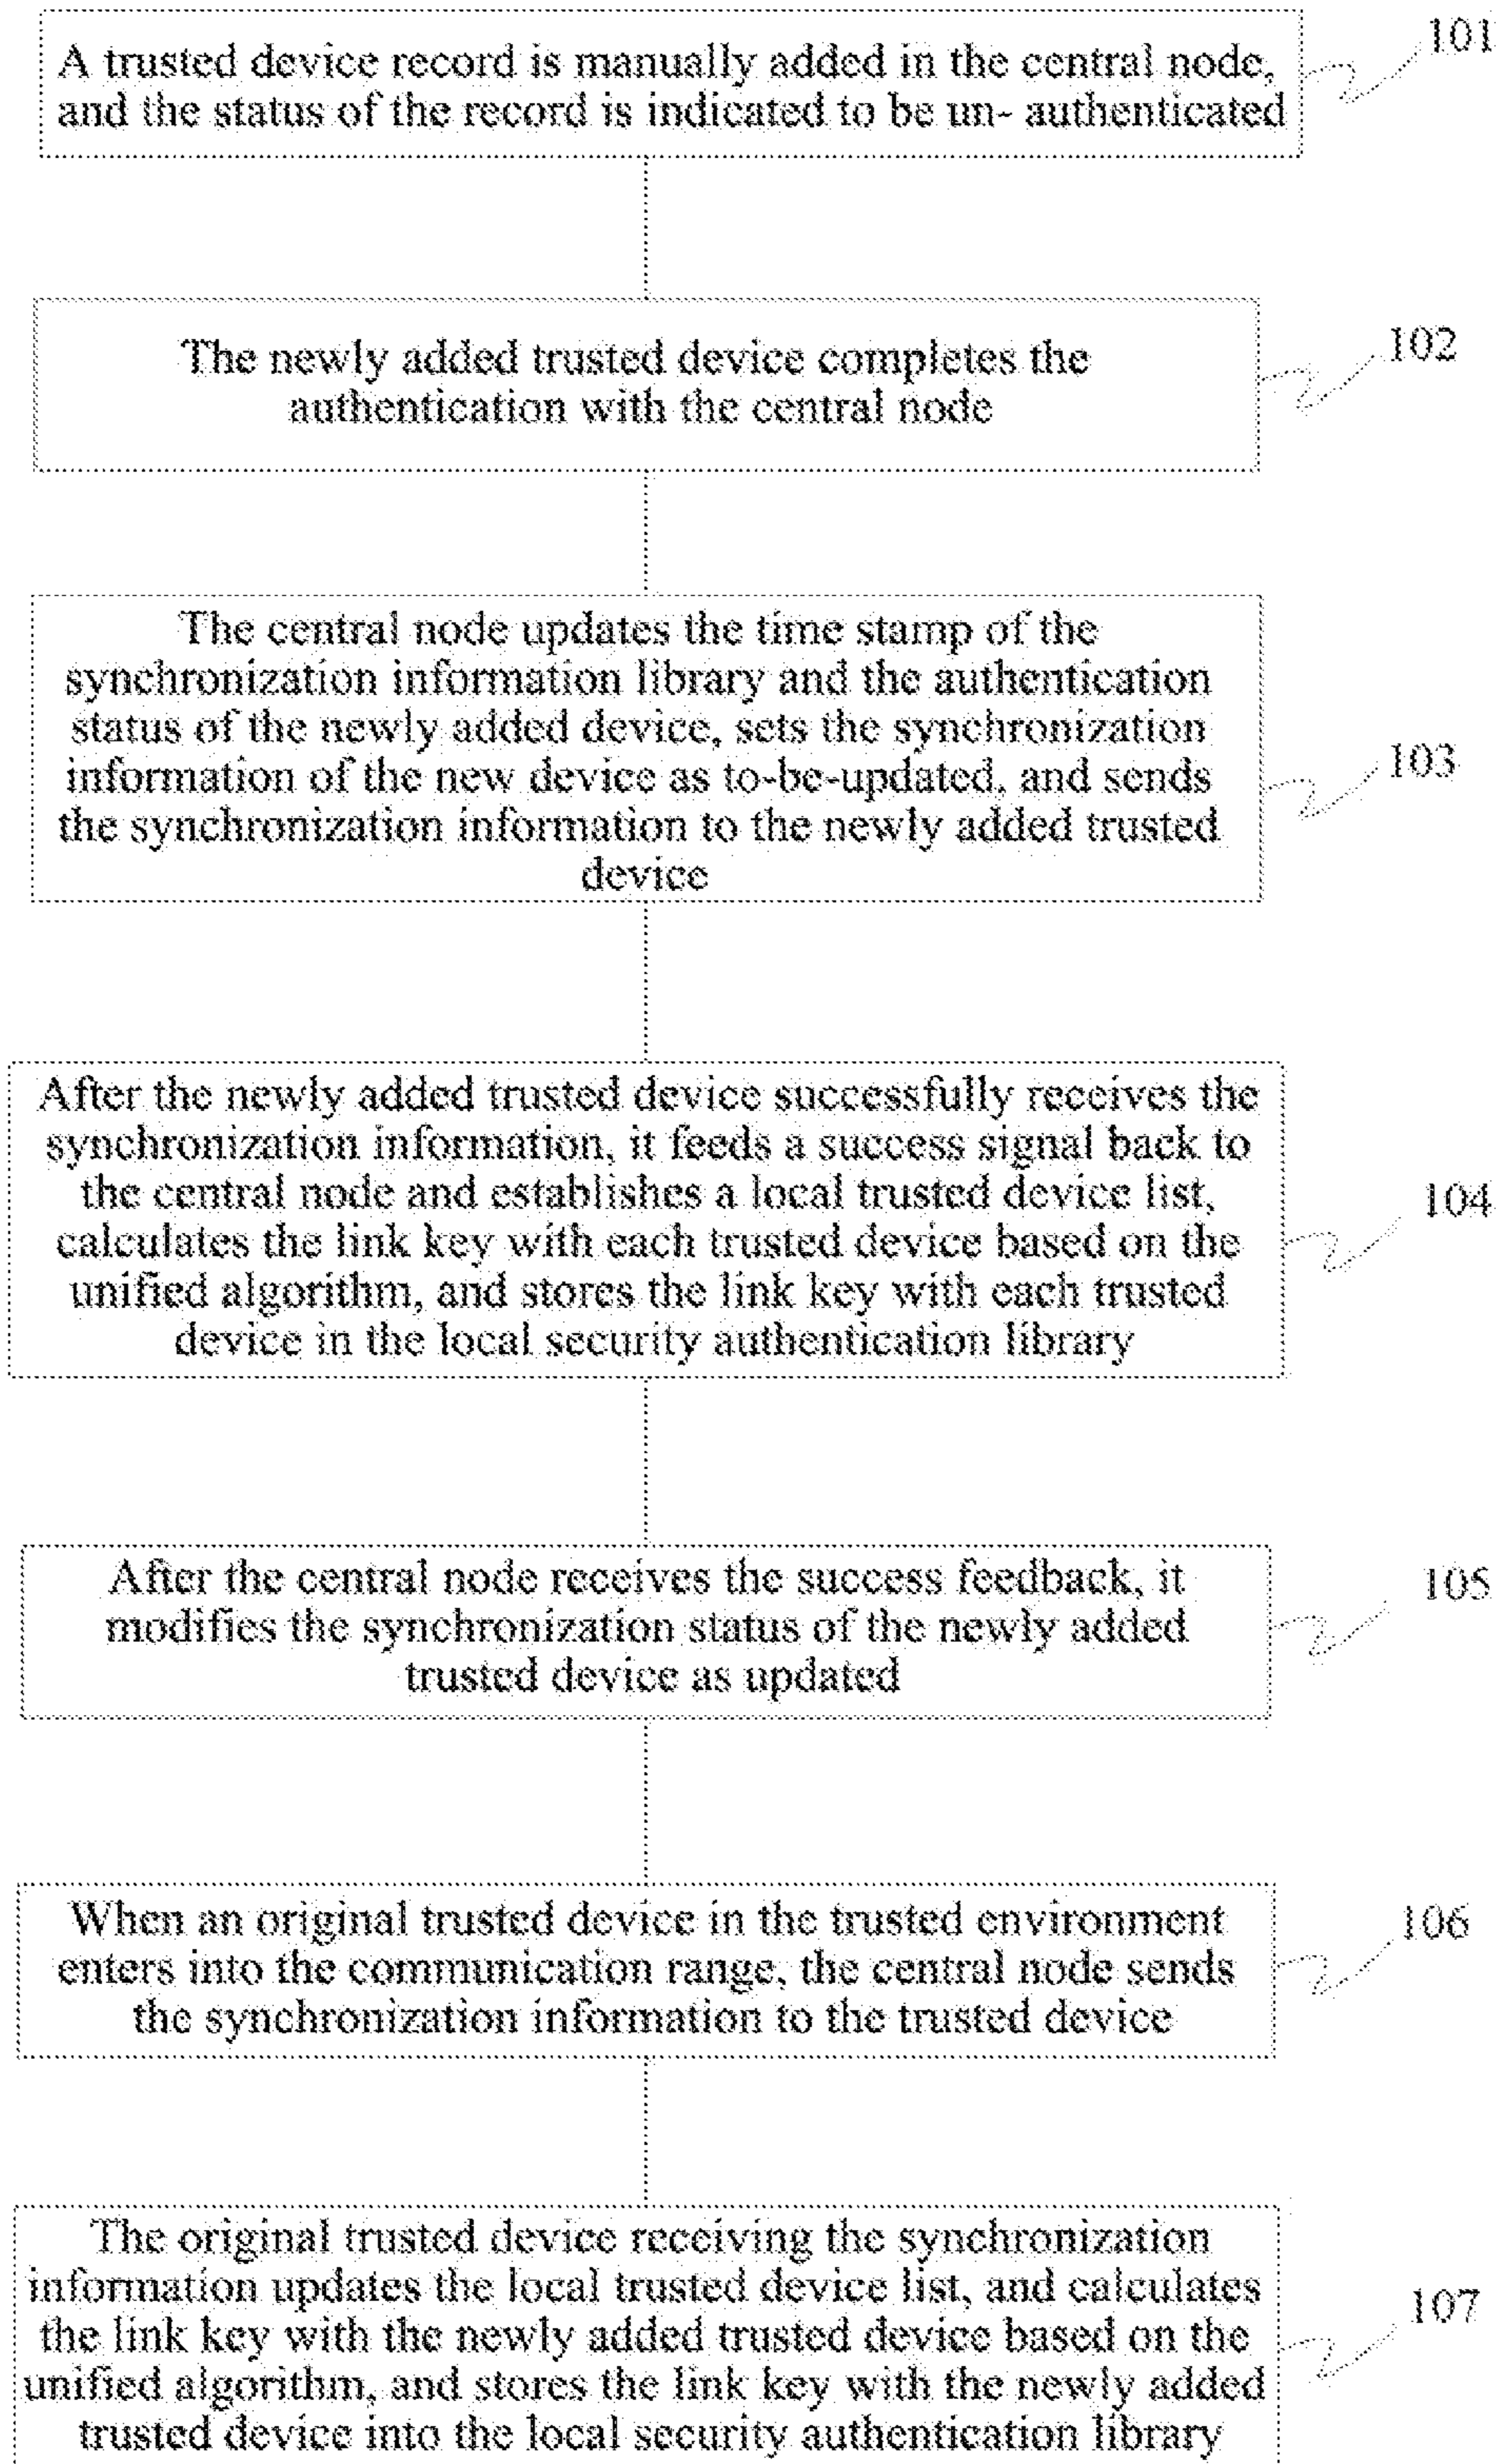 A trusted device record is manually added in the central node,
and the status of the record is indicated to be un- authenticated
101
The newly added trusted device completes the
authentication with the central node
102
The central node updates the time stamp of the
synchronization information library and the authentication
status of the newly added device, sets the synchronization
information of the new device as to-be-updated, and sends
the synchronization information to the newly added trusted
device
103
After the newly added trusted device successfully receives the
synchronization information, it feeds a success signal back to
the central node and establishes a local trusted device list,
calculates the link key with each trusted device based on the
unified algorithm, and stores the link key with each trusted
device in the local security authentication library
104
After the central node receives the success feedback, it
modifies the synchronization status of the newly added
trusted device as updated
105
When an original trusted device in the trusted environment
enters into the communication range, the central node sends
the synchronization information to the trusted device
106
The original trusted device receiving the synchronization
information updates the local trusted device list, and calculates
the link key with the newly added trusted device based on the
unified algorithm, and stores the link key with the newly added
trusted device into the local security authentication library
107